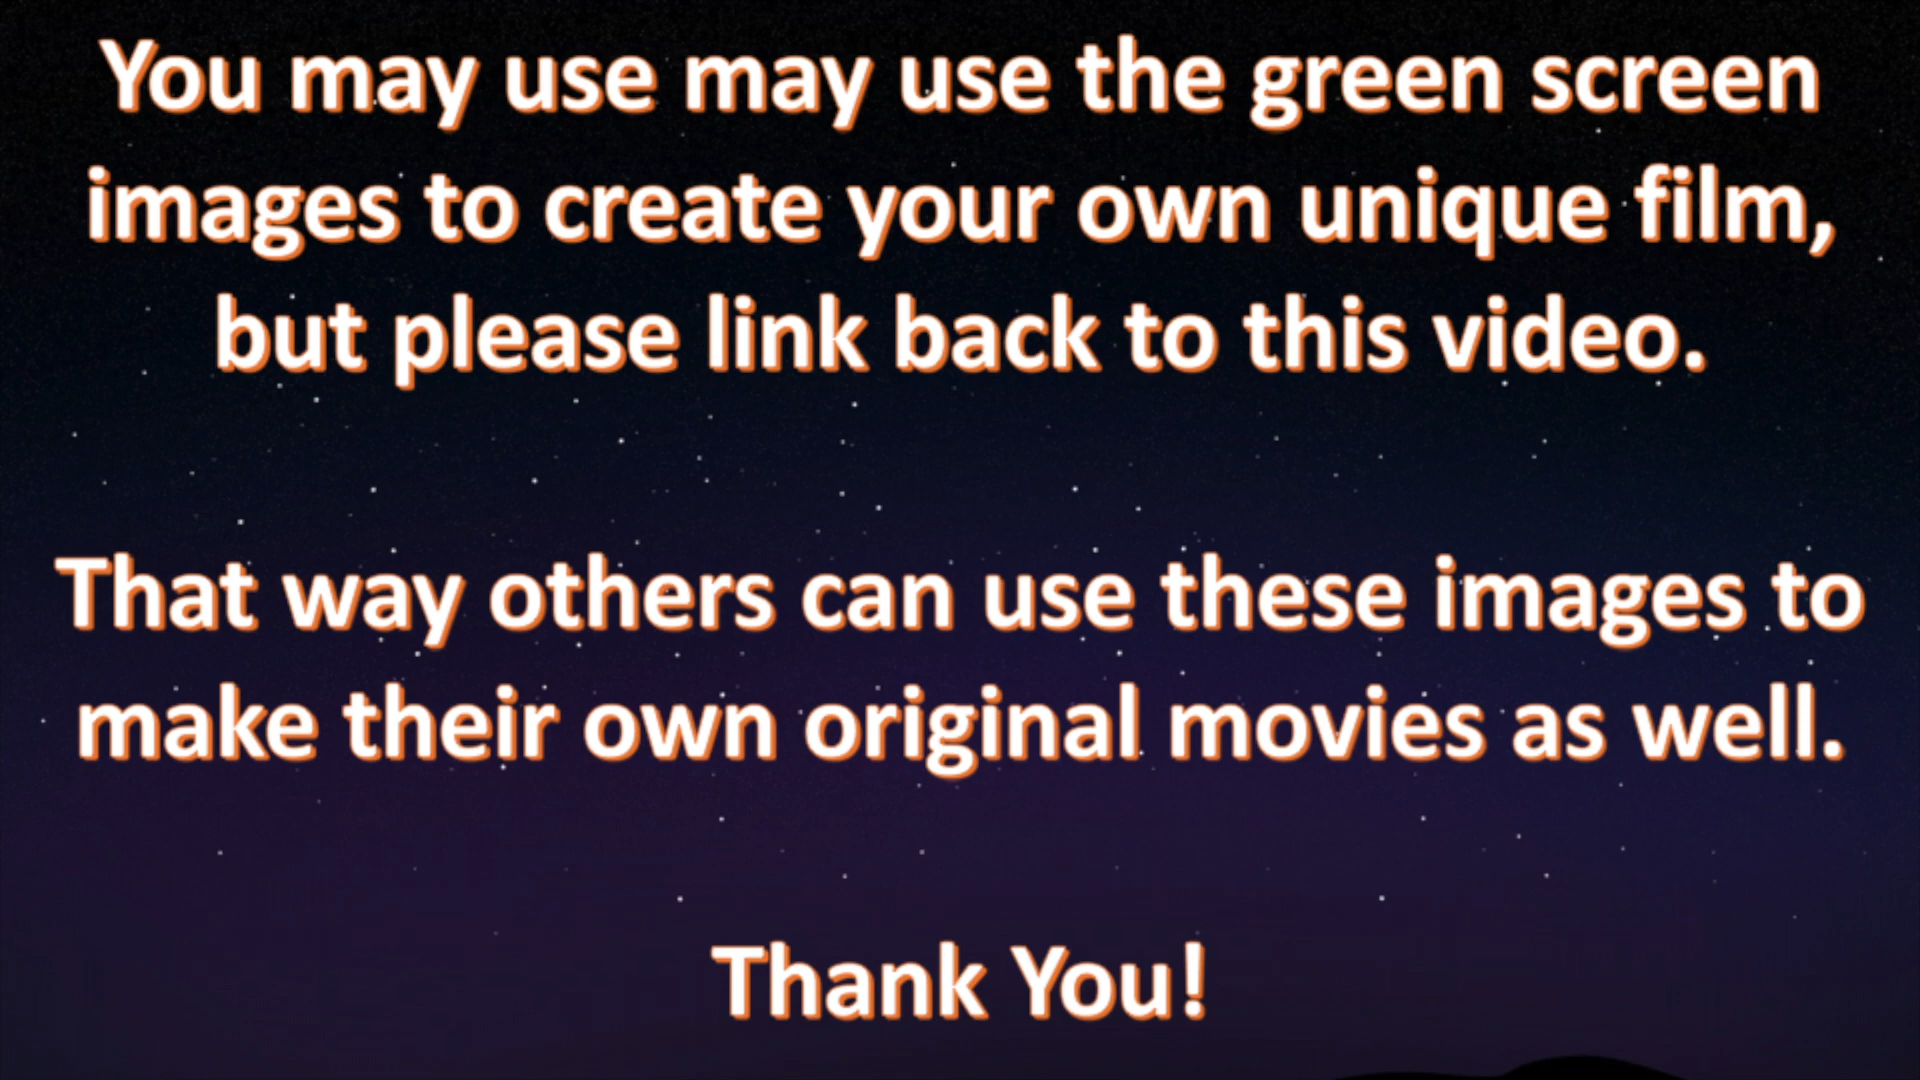 You may use may use the green screen
images to create your own unique film,
but please link back to this video.
That way others can use these images to
make their own original movies as well.
Thank You!